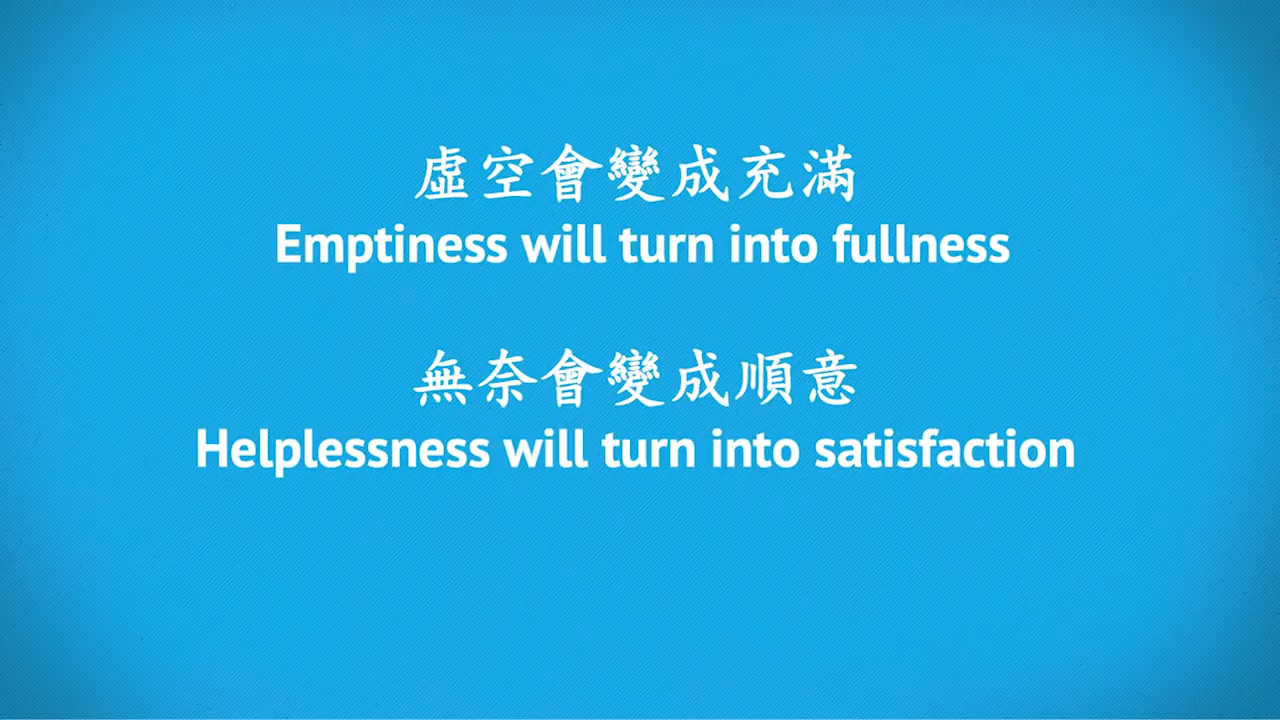 虛空會變成充滿
Emptiness will turn into fullness
無奈會變成順意
Helplessness will turn into satisfaction